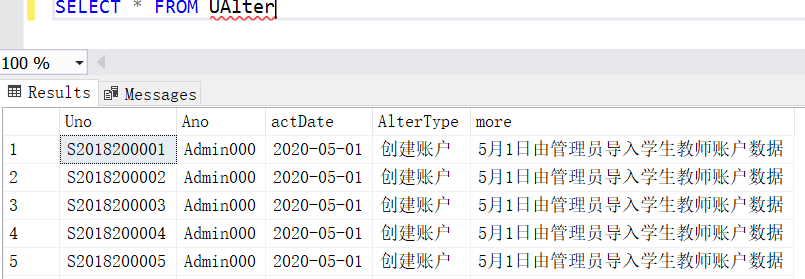 SELECT * FROM UAlter
100 %
Results Messages
Uno Ano actDate AlterType more
1 S2018200001 Admin000 2020-05-01 创建账户 5月1日由管理员导入学生教师账户数据
2 S2018200002 Admin000 2020-05-01 创建账户 5月1日由管理员导入学生教师账户数据
3 S2018200003 Admin000 2020-05-01 创建账户 5月1日由管理员导入学生教师账户数据
4 S2018200004 Admin000 2020-05-01 创建账户 5月1日由管理员导入学生教师账户数据
5 S2018200005 Admin000 2020-05-01 创建账户 5月1日由管理员导入学生教师账户数据